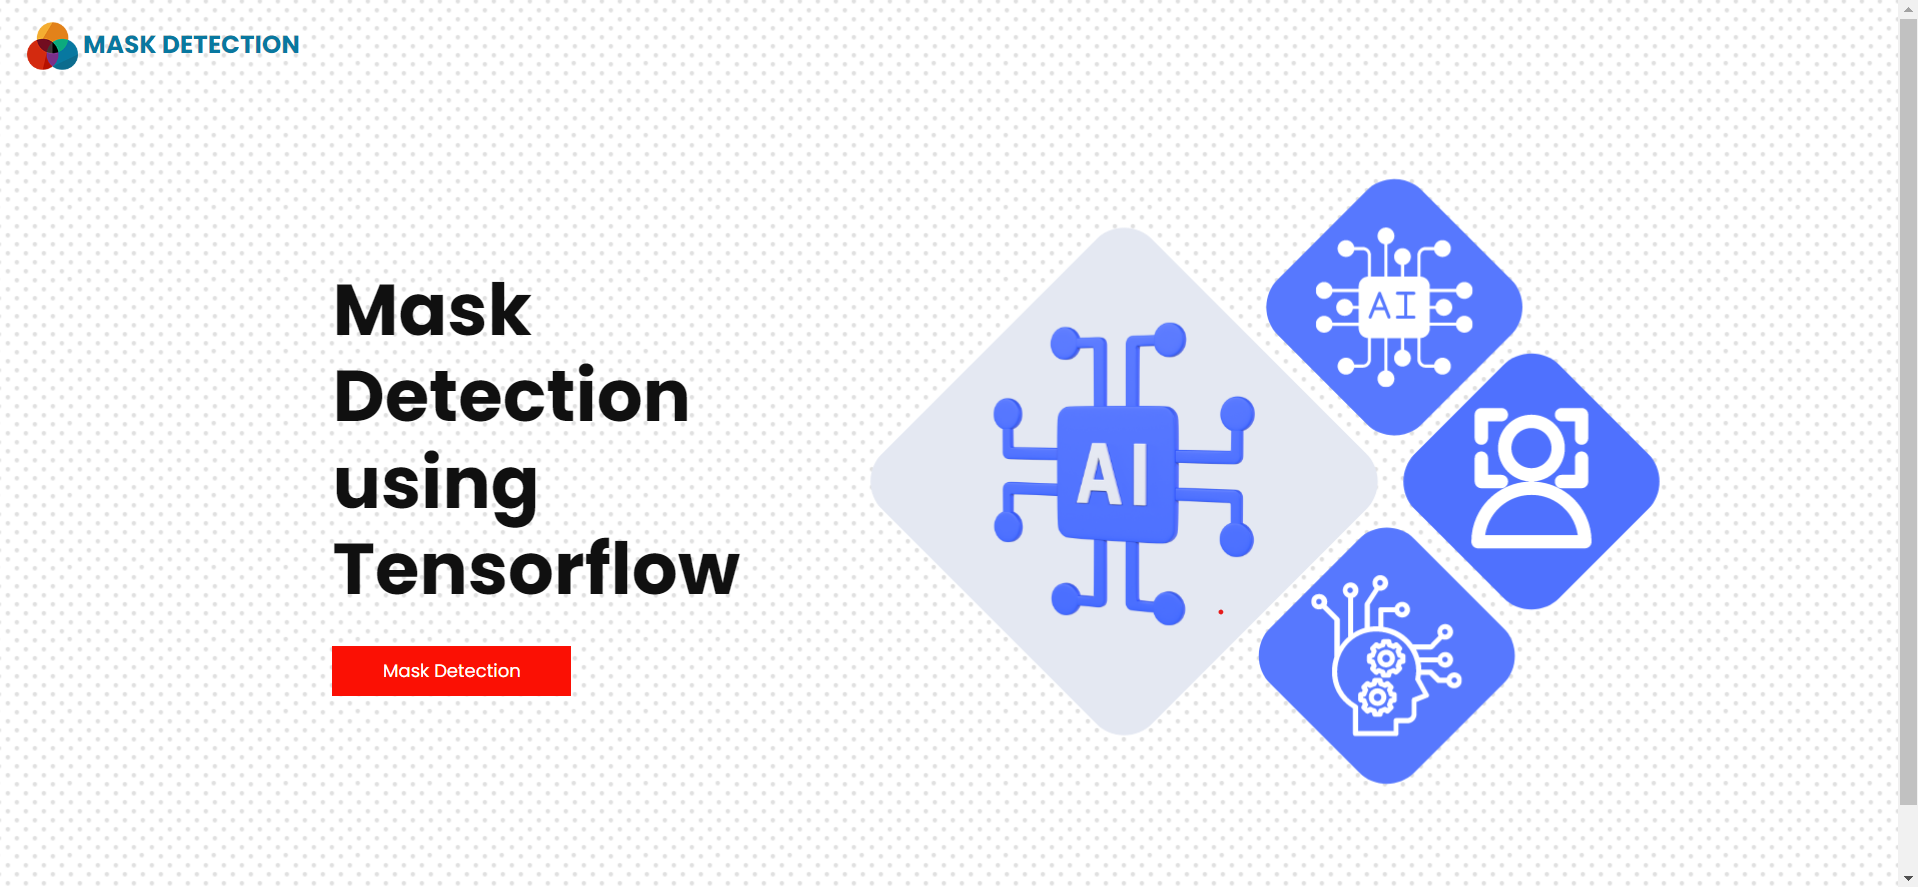 MASK DETECTION
Mask
Detection
using
Tensorflow
Mask Detection
AI
AI